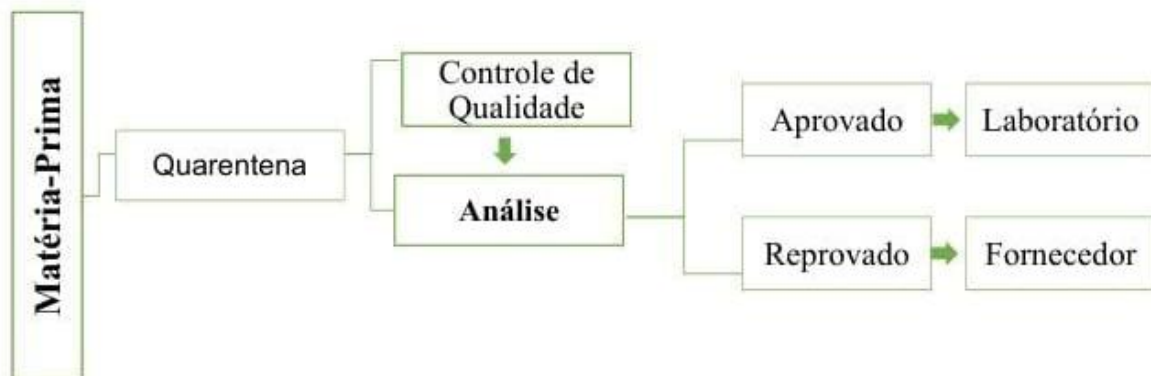 Matéria-Prima
Quarentena
Controle de
Qualidade
Análise
Aprovado
Laboratório
Reprovado
Fornecedor